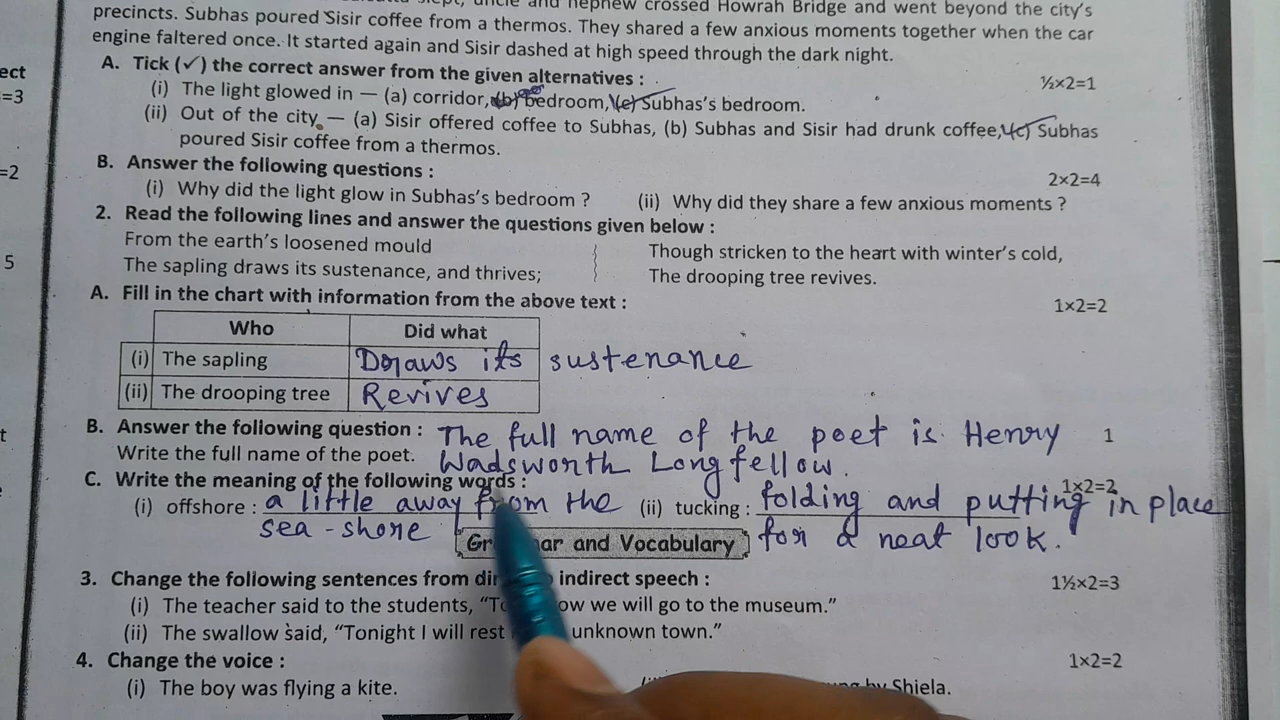 uncle and nephew crossed Howrah Bridge and went beyond the city's
precincts. Subhas poured Sisir coffee from a thermos. They shared a few anxious moments together when the car
engine faltered once. It started again and Sisir dashed at high speed through the dark night.
A. Tick (✓) the correct answer from the given alternatives : ½×2=1
(i) The light glowed in — (a) corridor, (b) bedroom, (c) Subhas's bedroom.
(ii) Out of the city — (a) Sisir offered coffee to Subhas, (b) Subhas and Sisir had drunk coffee, (c) Subhas
poured Sisir coffee from a thermos.
B. Answer the following questions : 2×2=4
(i) Why did the light glow in Subhas's bedroom ? (ii) Why did they share a few anxious moments ?
2. Read the following lines and answer the questions given below :
From the earth's loosened mould Though stricken to the heart with winter's cold,
The sapling draws its sustenance, and thrives; The drooping tree revives.
A. Fill in the chart with information from the above text : 1×2=2
Who Did what
(i) The sapling Draws its sustenance
(ii) The drooping tree Revives
B. Answer the following question : The full name of the poet is Henry 1
Write the full name of the poet. Wadsworth Longfellow.
C. Write the meaning of the following words : 1×2=2
(i) offshore : a little away from the (ii) tucking : folding and putting in place
sea-shore for a neat look.
and Vocabulary
3. Change the following sentences from indirect speech : 1½×2=3
(i) The teacher said to the students, we will go to the museum."
(ii) The swallow said, "Tonight I will rest unknown town."
4. Change the voice : 1×2=2
(i) The boy was flying a kite. by Shiela.
ect
=3
=2
5
t